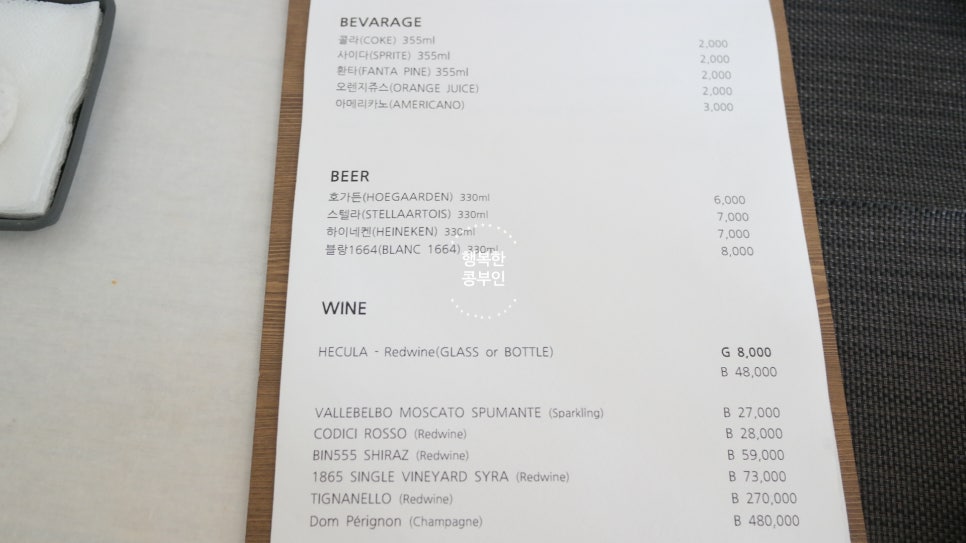 BEVARAGE
콜라(COKE) 355ml 2,000
사이다(SPRITE) 355ml 2,000
환타(FANTA PINE) 355ml 2,000
오렌지쥬스(ORANGE JUICE) 2,000
아메리카노(AMERICANO) 3,000
BEER
호가든(HOEGAARDEN) 330ml 6,000
스텔라(STELLAARTOIS) 330ml 7,000
하이네켄(HEINEKEN) 330ml 7,000
블랑1664(BLANC 1664) 330ml 8,000
행복한
콩부인
WINE
HECULA - Redwine(GLASS or BOTTLE) G 8,000
B 48,000
VALLEBELBO MOSCATO SPUMANTE (Sparkling) B 27,000
CODICI ROSSO (Redwine) B 28,000
BIN555 SHIRAZ (Redwine) B 59,000
1865 SINGLE VINEYARD SYRA (Redwine) B 73,000
TIGNANELLO (Redwine) B 270,000
Dom Pérignon (Champagne) B 480,000